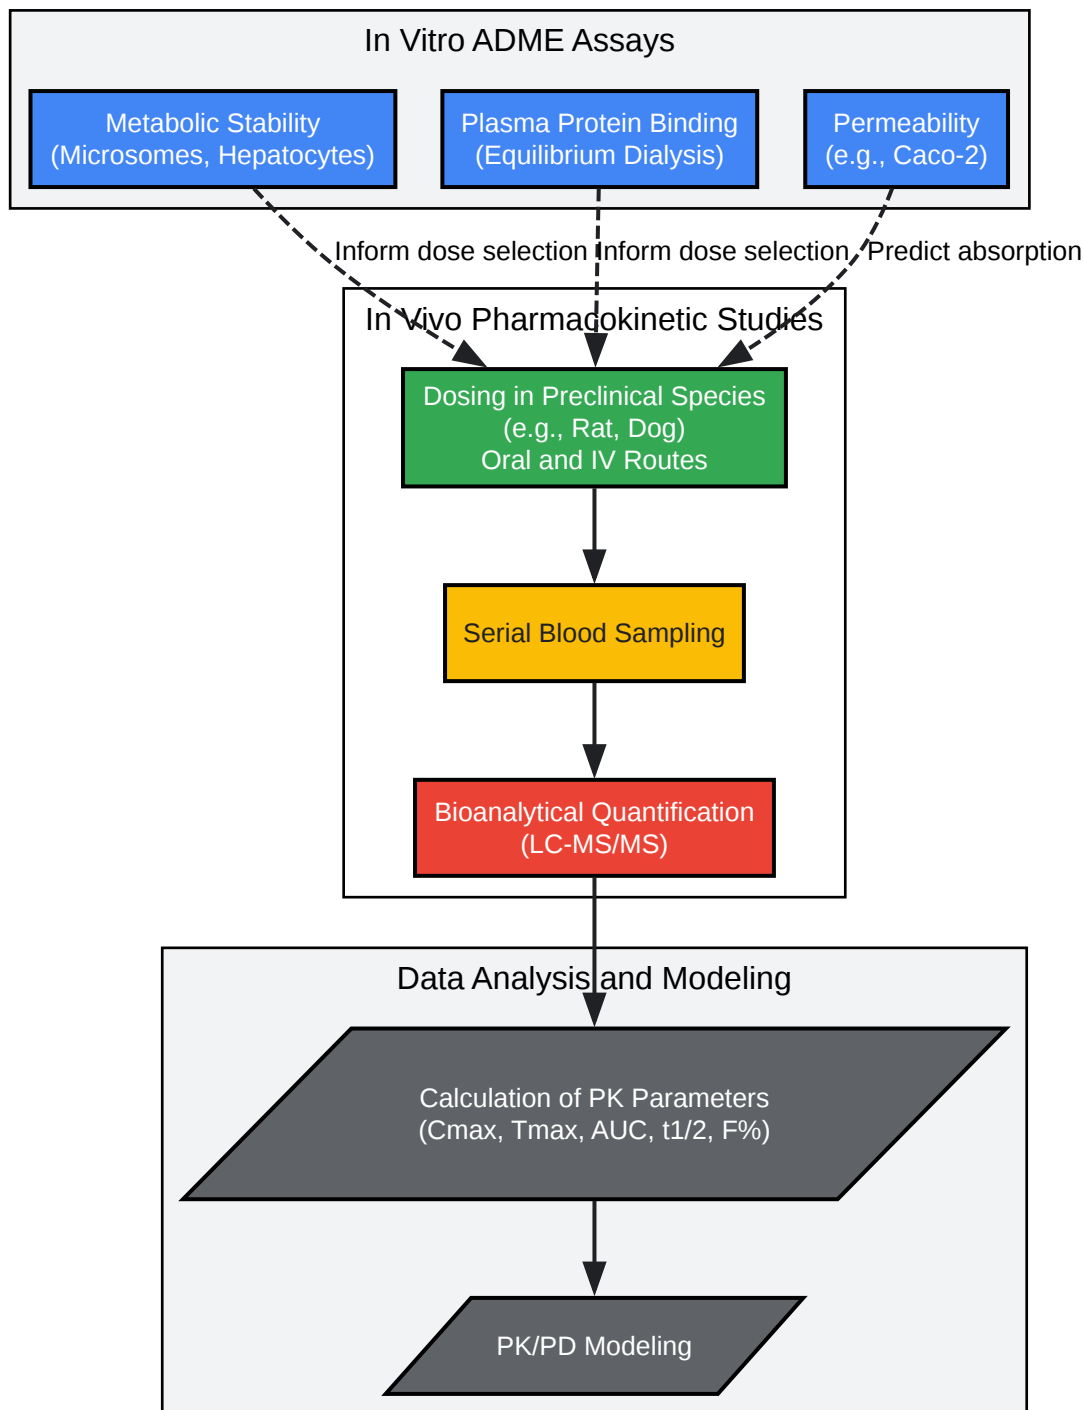 In Vitro ADME Assays
Metabolic Stability
(Microsomes, Hepatocytes)
Plasma Protein Binding
(Equilibrium Dialysis)
Permeability
(e.g., Caco-2)
Inform dose selection
Inform dose selection
Predict absorption
In Vivo Pharmacokinetic Studies
Dosing in Preclinical Species
(e.g., Rat, Dog)
Oral and IV Routes
Serial Blood Sampling
Bioanalytical Quantification
(LC-MS/MS)
Data Analysis and Modeling
Calculation of PK Parameters
(Cmax, Tmax, AUC, t1/2, F%)
PK/PD Modeling